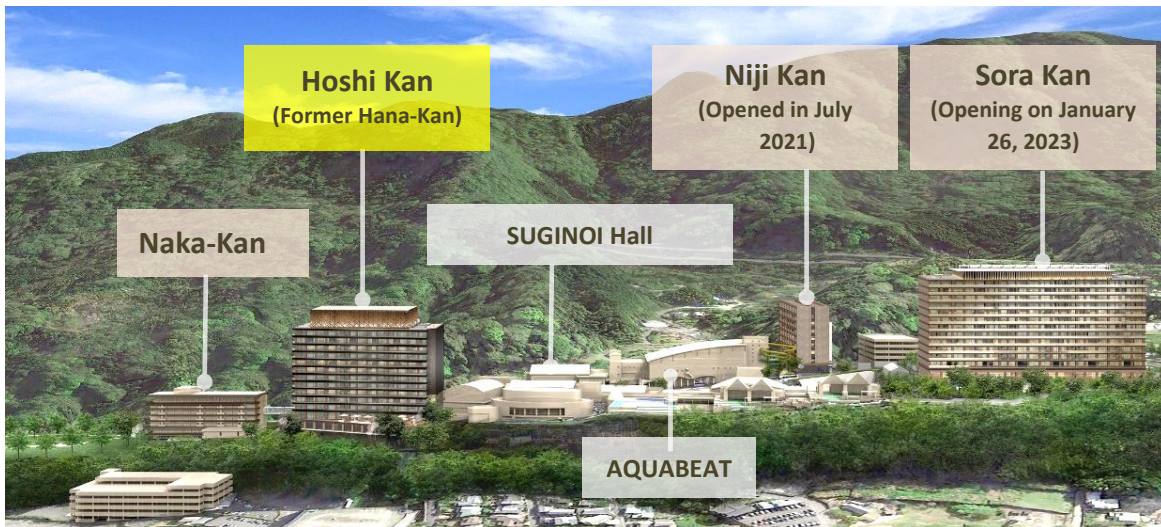 Hoshi Kan
(Former Hana-Kan)
Niji Kan
(Opened in July
2021)
Sora Kan
(Opening on January
26, 2023)
Naka-Kan
SUGINOI Hall
AQUABEAT